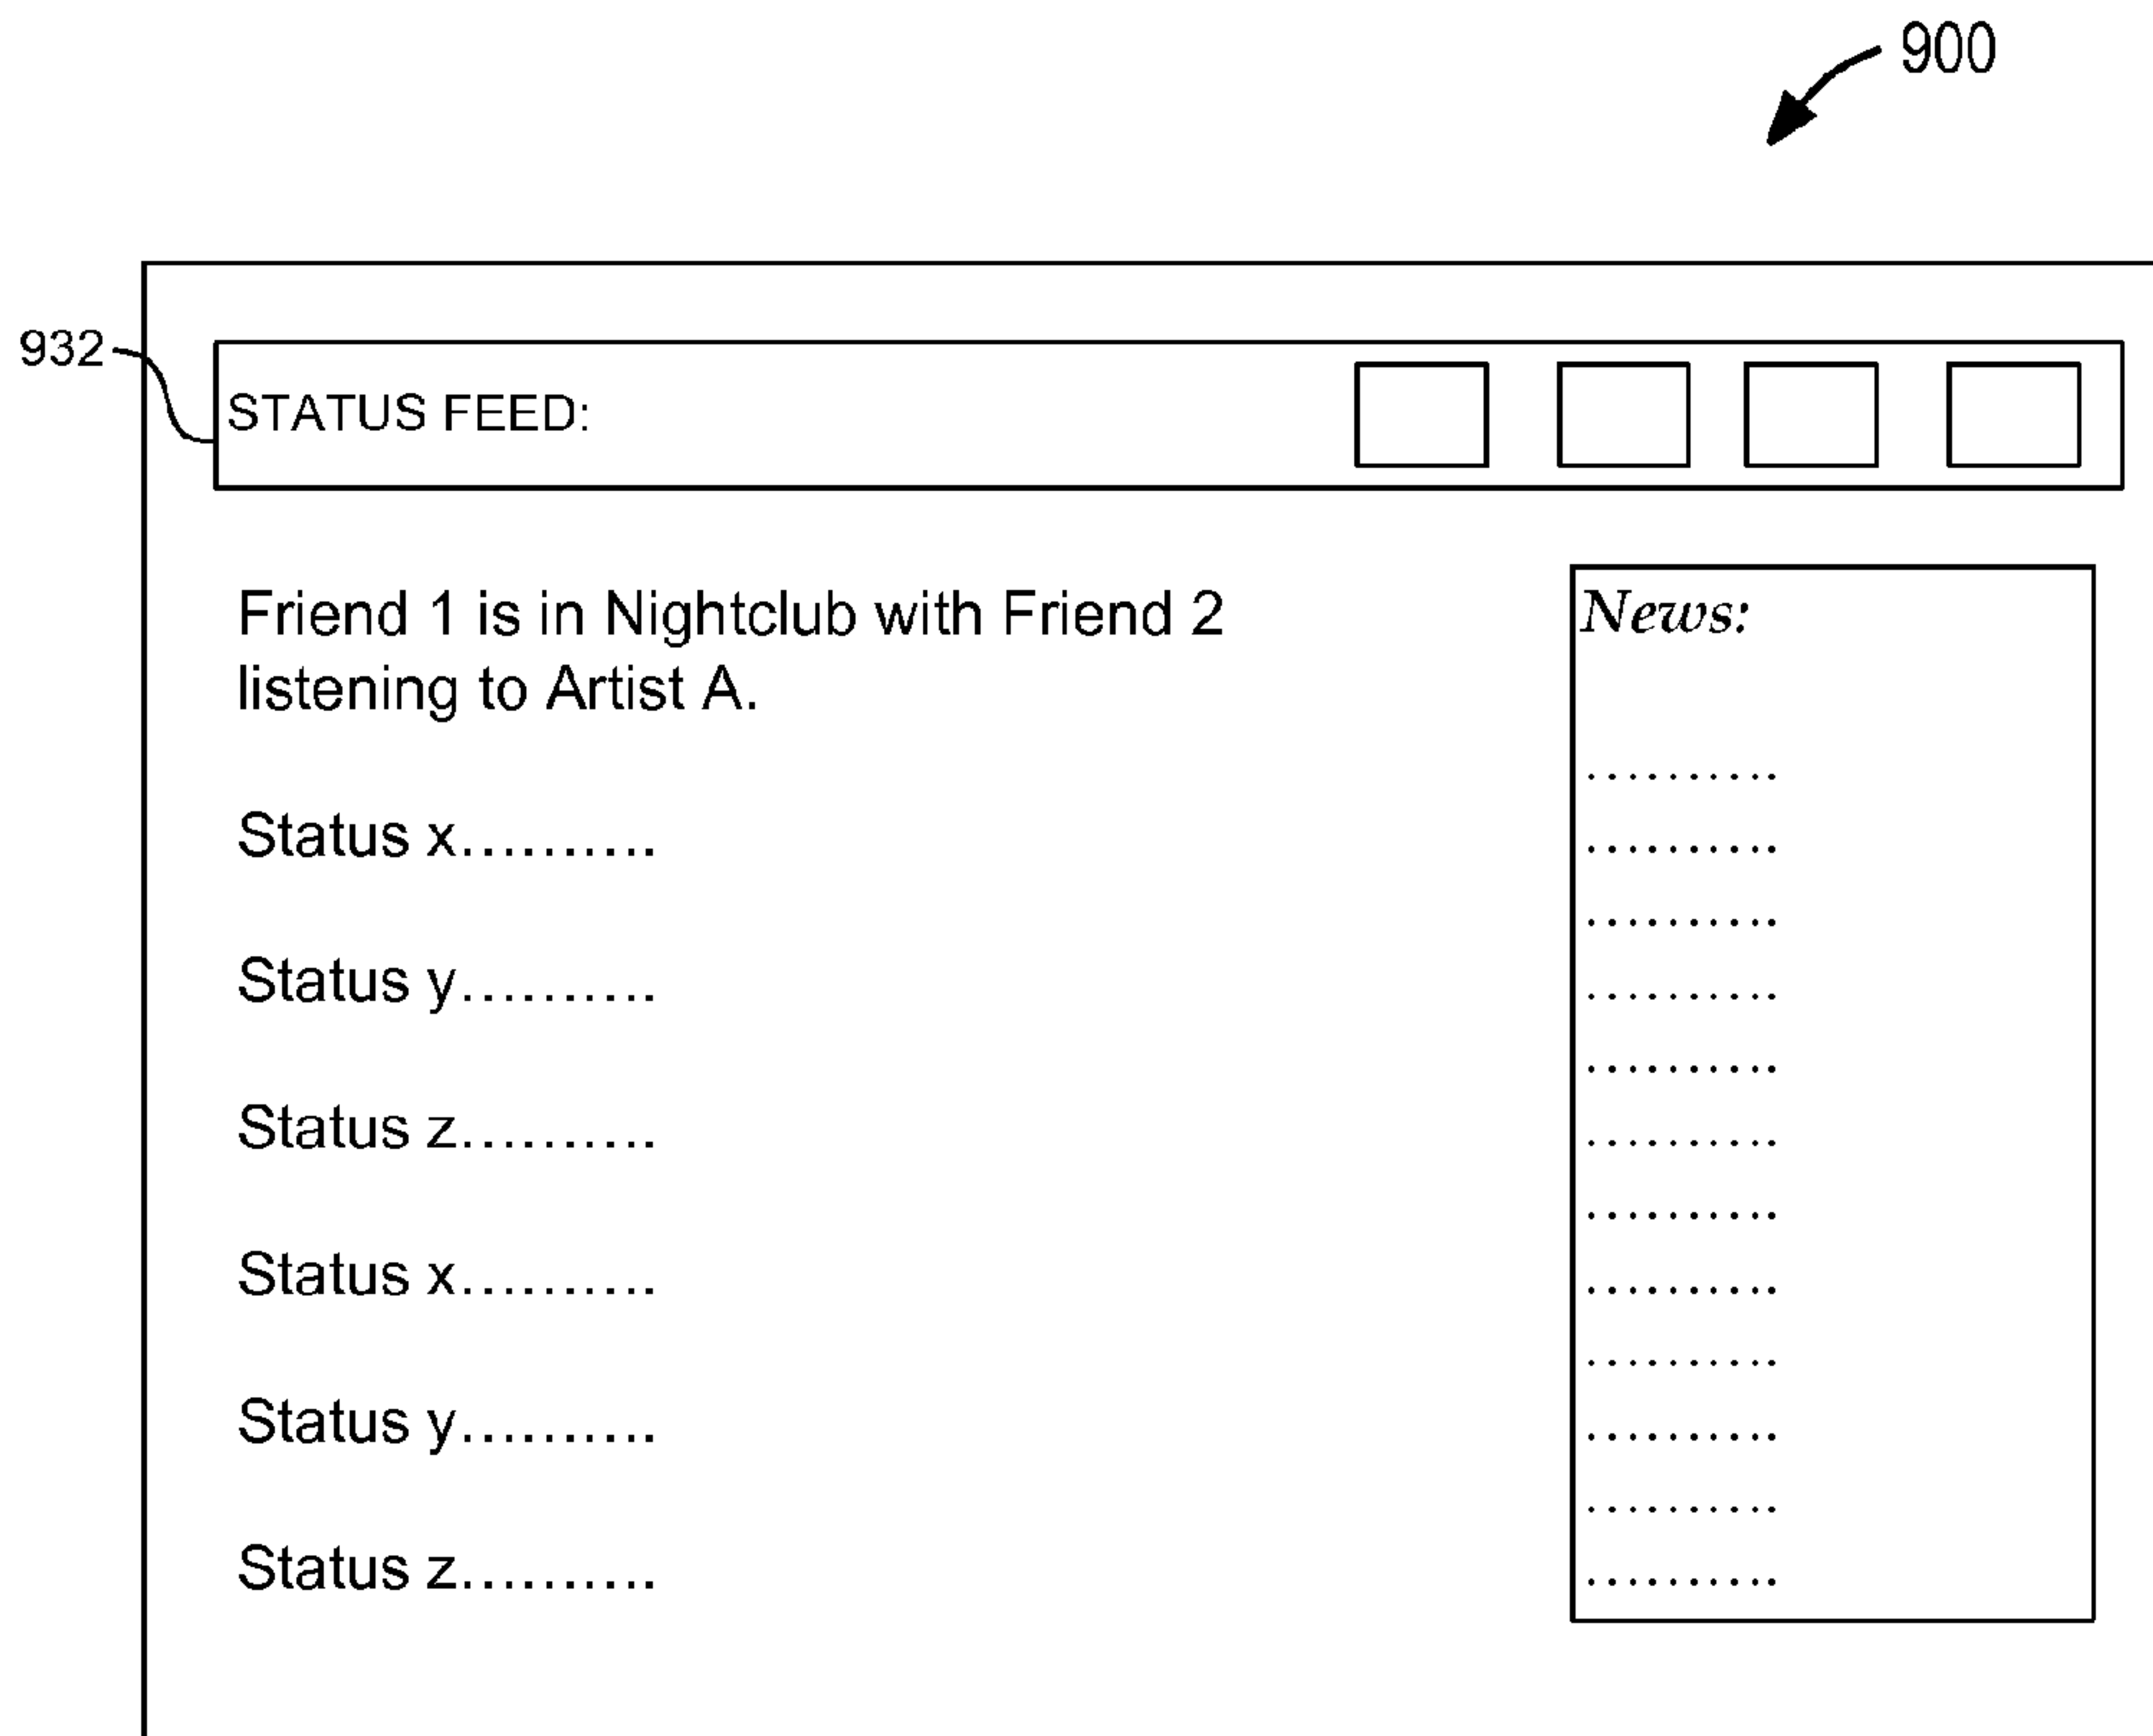 900
932
STATUS FEED:
Friend 1 is in Nightclub with Friend 2
listening to Artist A.
Status x..........
Status y..........
Status z..........
Status x..........
Status y..........
Status z..........
News:
..........
..........
..........
..........
..........
..........
..........
..........
..........
..........
..........
..........